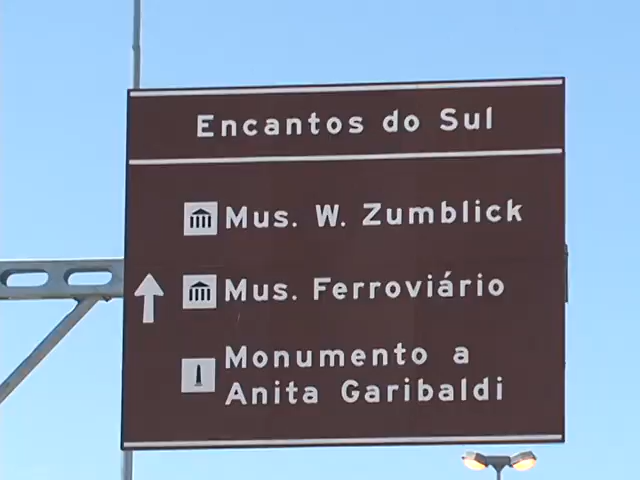 Encantos do Sul
Mus. W. Zumblick
Mus. Ferroviário
Monumento a
Anita Garibaldi